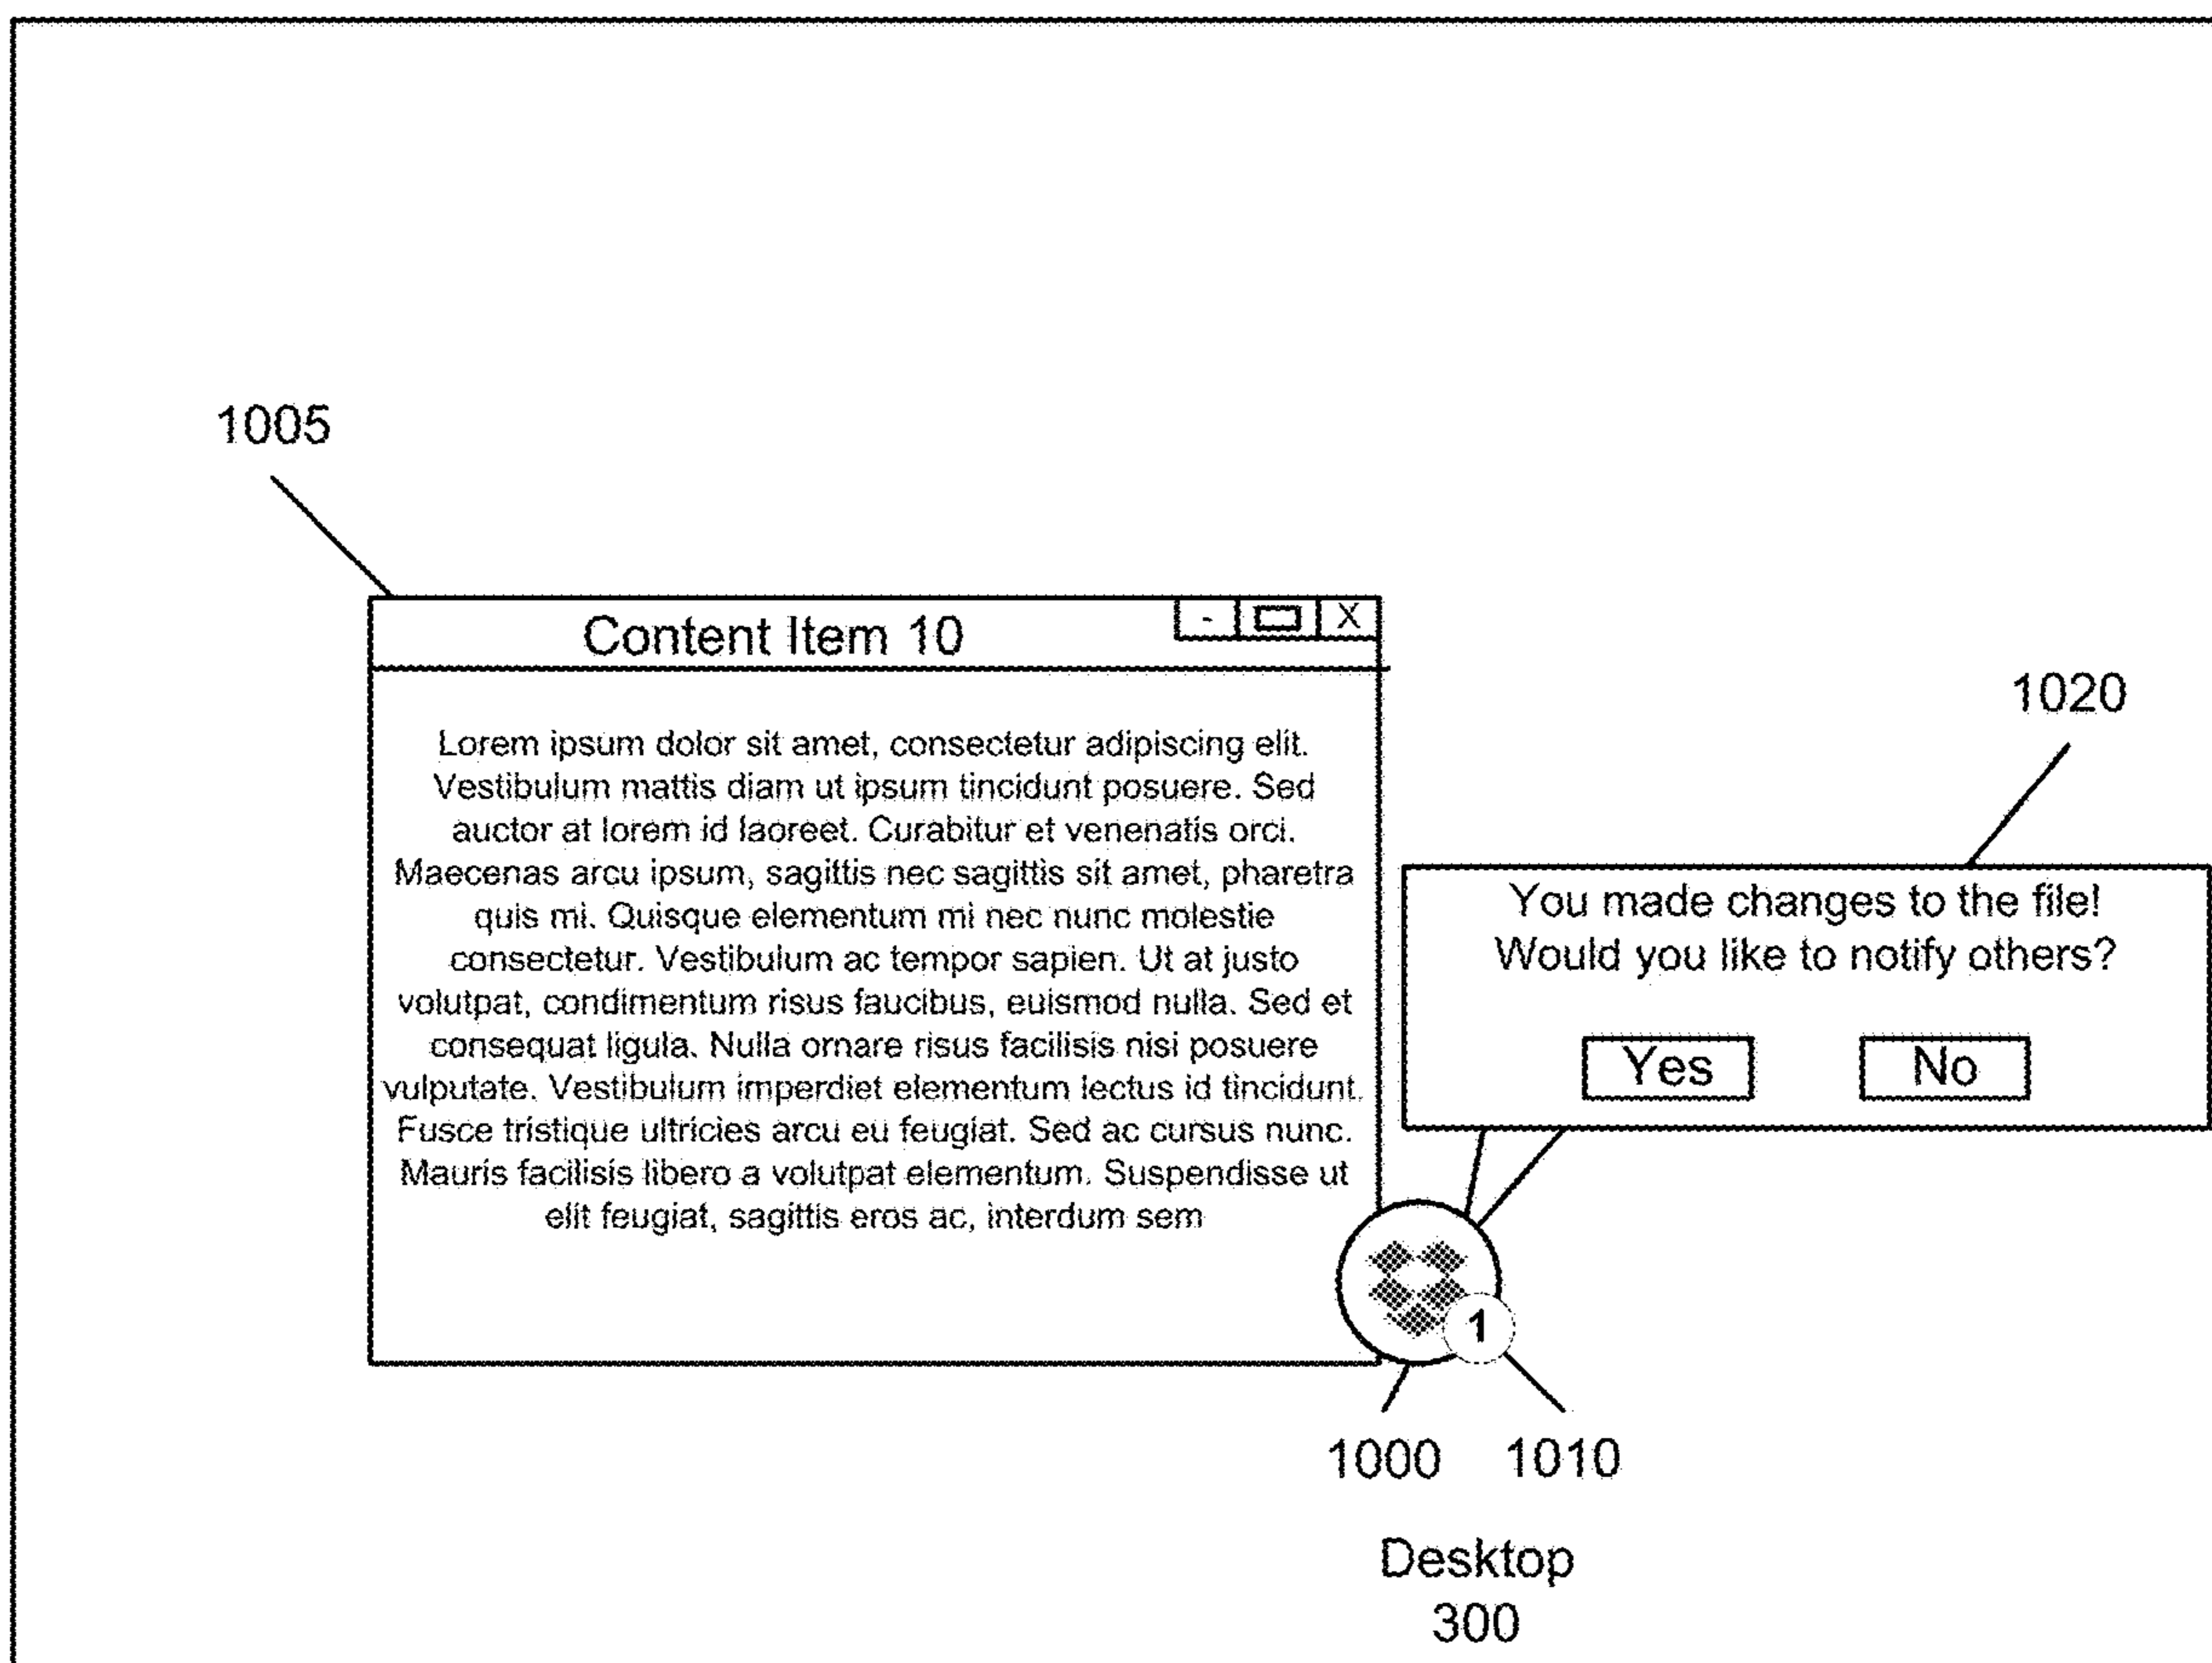 1005
Content Item 10
- X
Lorem ipsum dolor sit amet, consectetur adipiscing elit.
Vestibulum mattis diam ut ipsum tincidunt posuere. Sed
auctor at lorem id laoreet. Curabitur et venenatis orci.
Maecenas arcu ipsum, sagittis nec sagittis sit amet, pharetra
quis mi. Quisque elementum mi nec nunc molestie
consectetur. Vestibulum ac tempor sapien. Ut at justo
volutpat, condimentum risus faucibus, euismod nulla. Sed et
consequat ligula. Nulla ornare risus facilisis nisi posuere
vulputate. Vestibulum imperdiet elementum lectus id tincidunt.
Fusce tristique ultricies arcu eu feugiat. Sed ac cursus nunc.
Mauris facilisis libero a volutpat elementum. Suspendisse ut
elit feugiat, sagittis eros ac, interdum sem
1020
You made changes to the file!
Would you like to notify others?
Yes No
1
1000 1010
Desktop
300